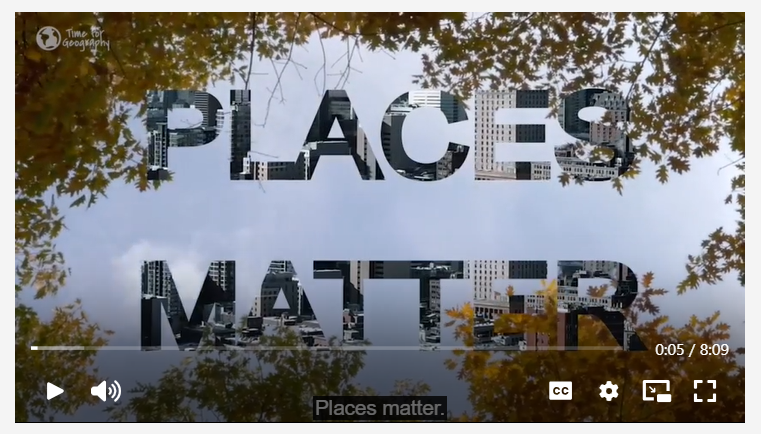 Time for
Geography
PLACES
MATTER
0:05 / 8:09
CC
Places matter.